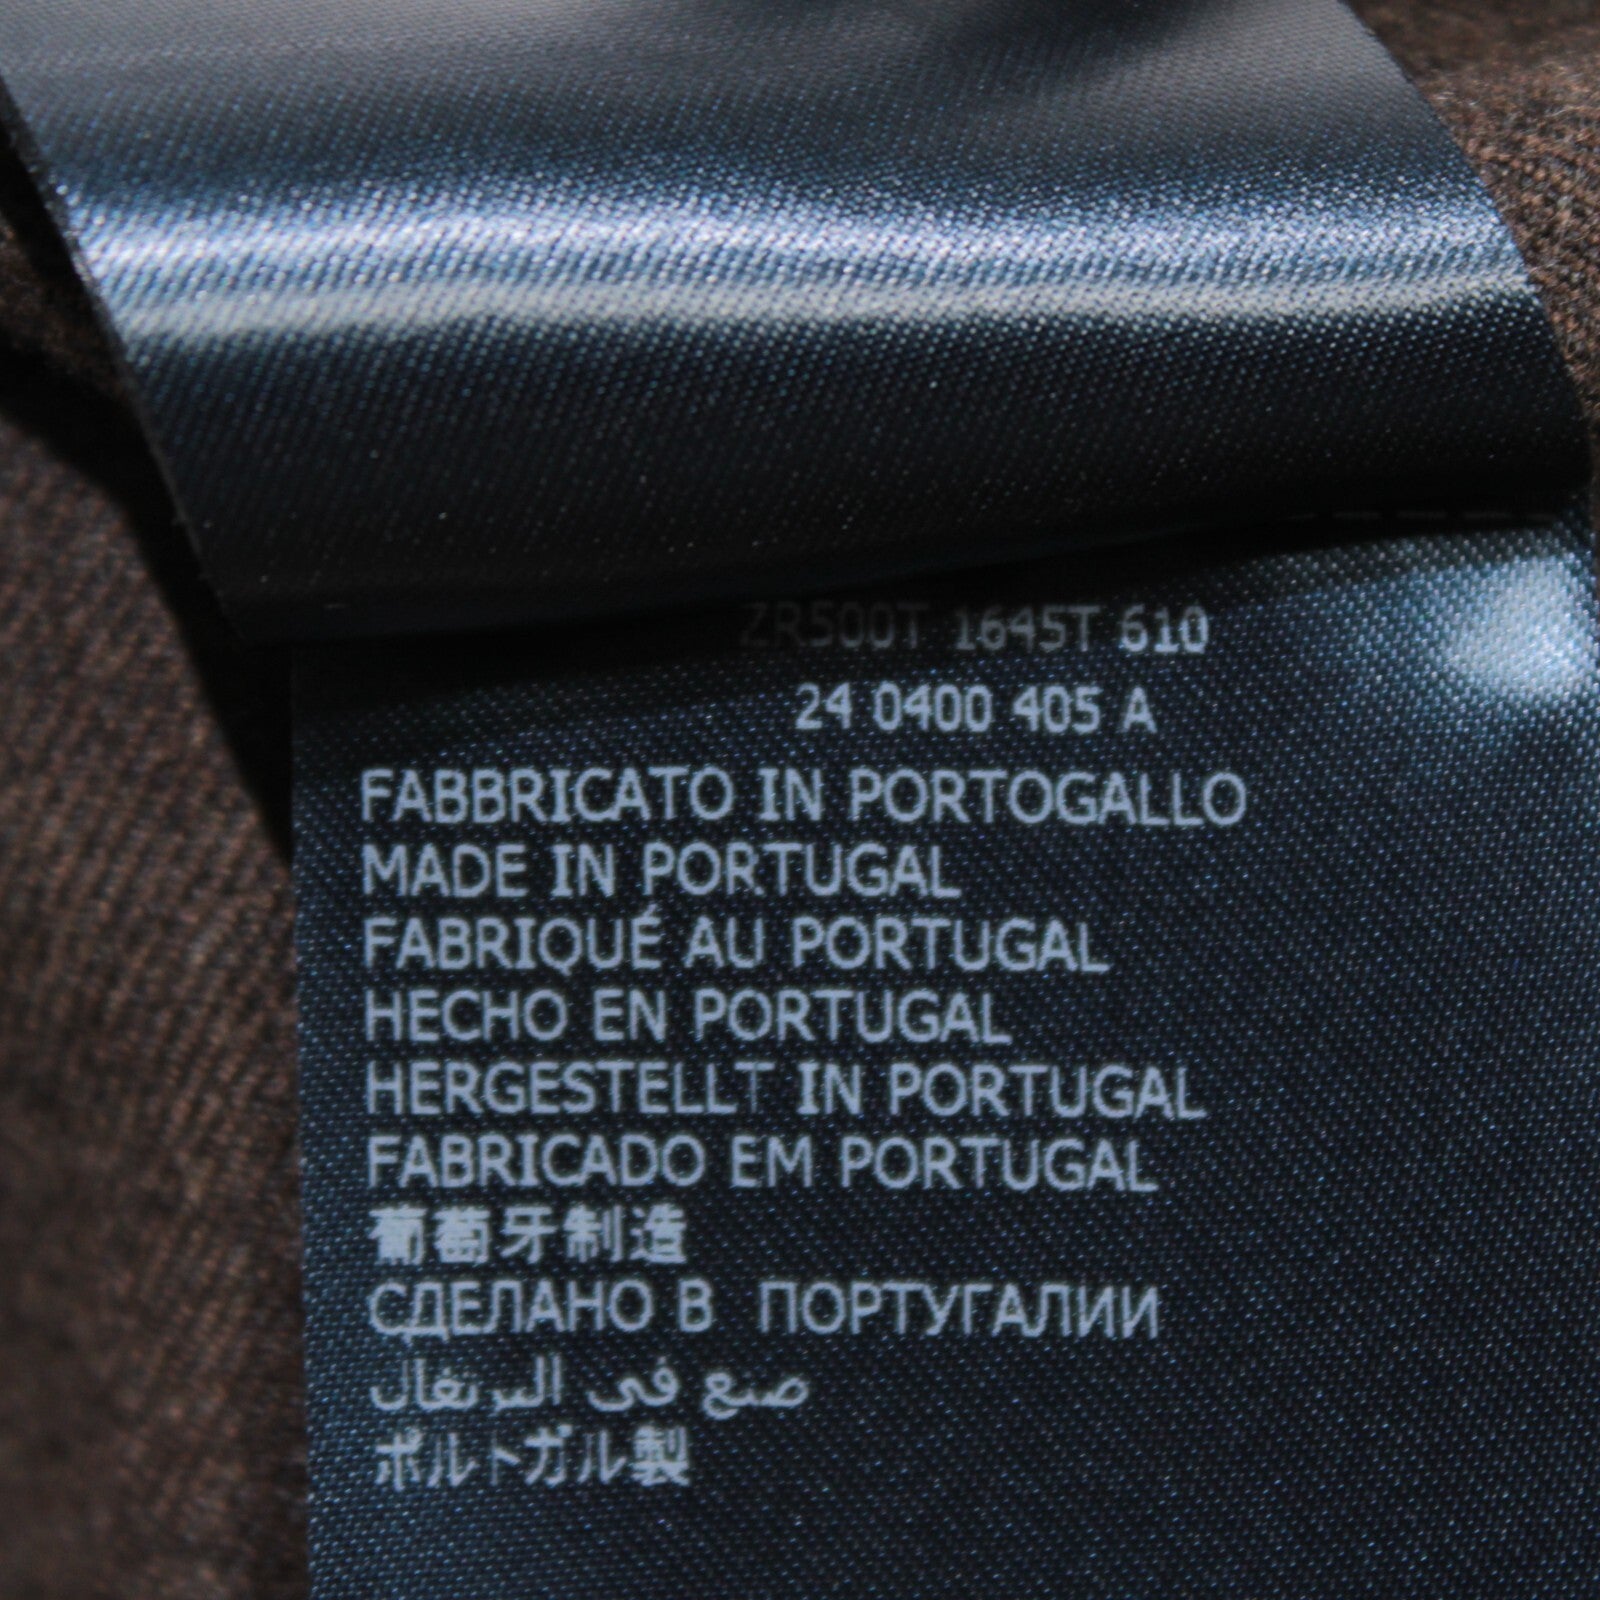 ZR500T 1645T 610
24 0400 405 A
FABBRICATO IN PORTOGALLO
MADE IN PORTUGAL
FABRIQUÉ AU PORTUGAL
HECHO EN PORTUGAL
HERGESTELLT IN PORTUGAL
FABRICADO EM PORTUGAL
葡萄牙制造
СДЕЛАНО В ПОРТУГАЛИИ
صنع في البرتغال
ポルトガル製